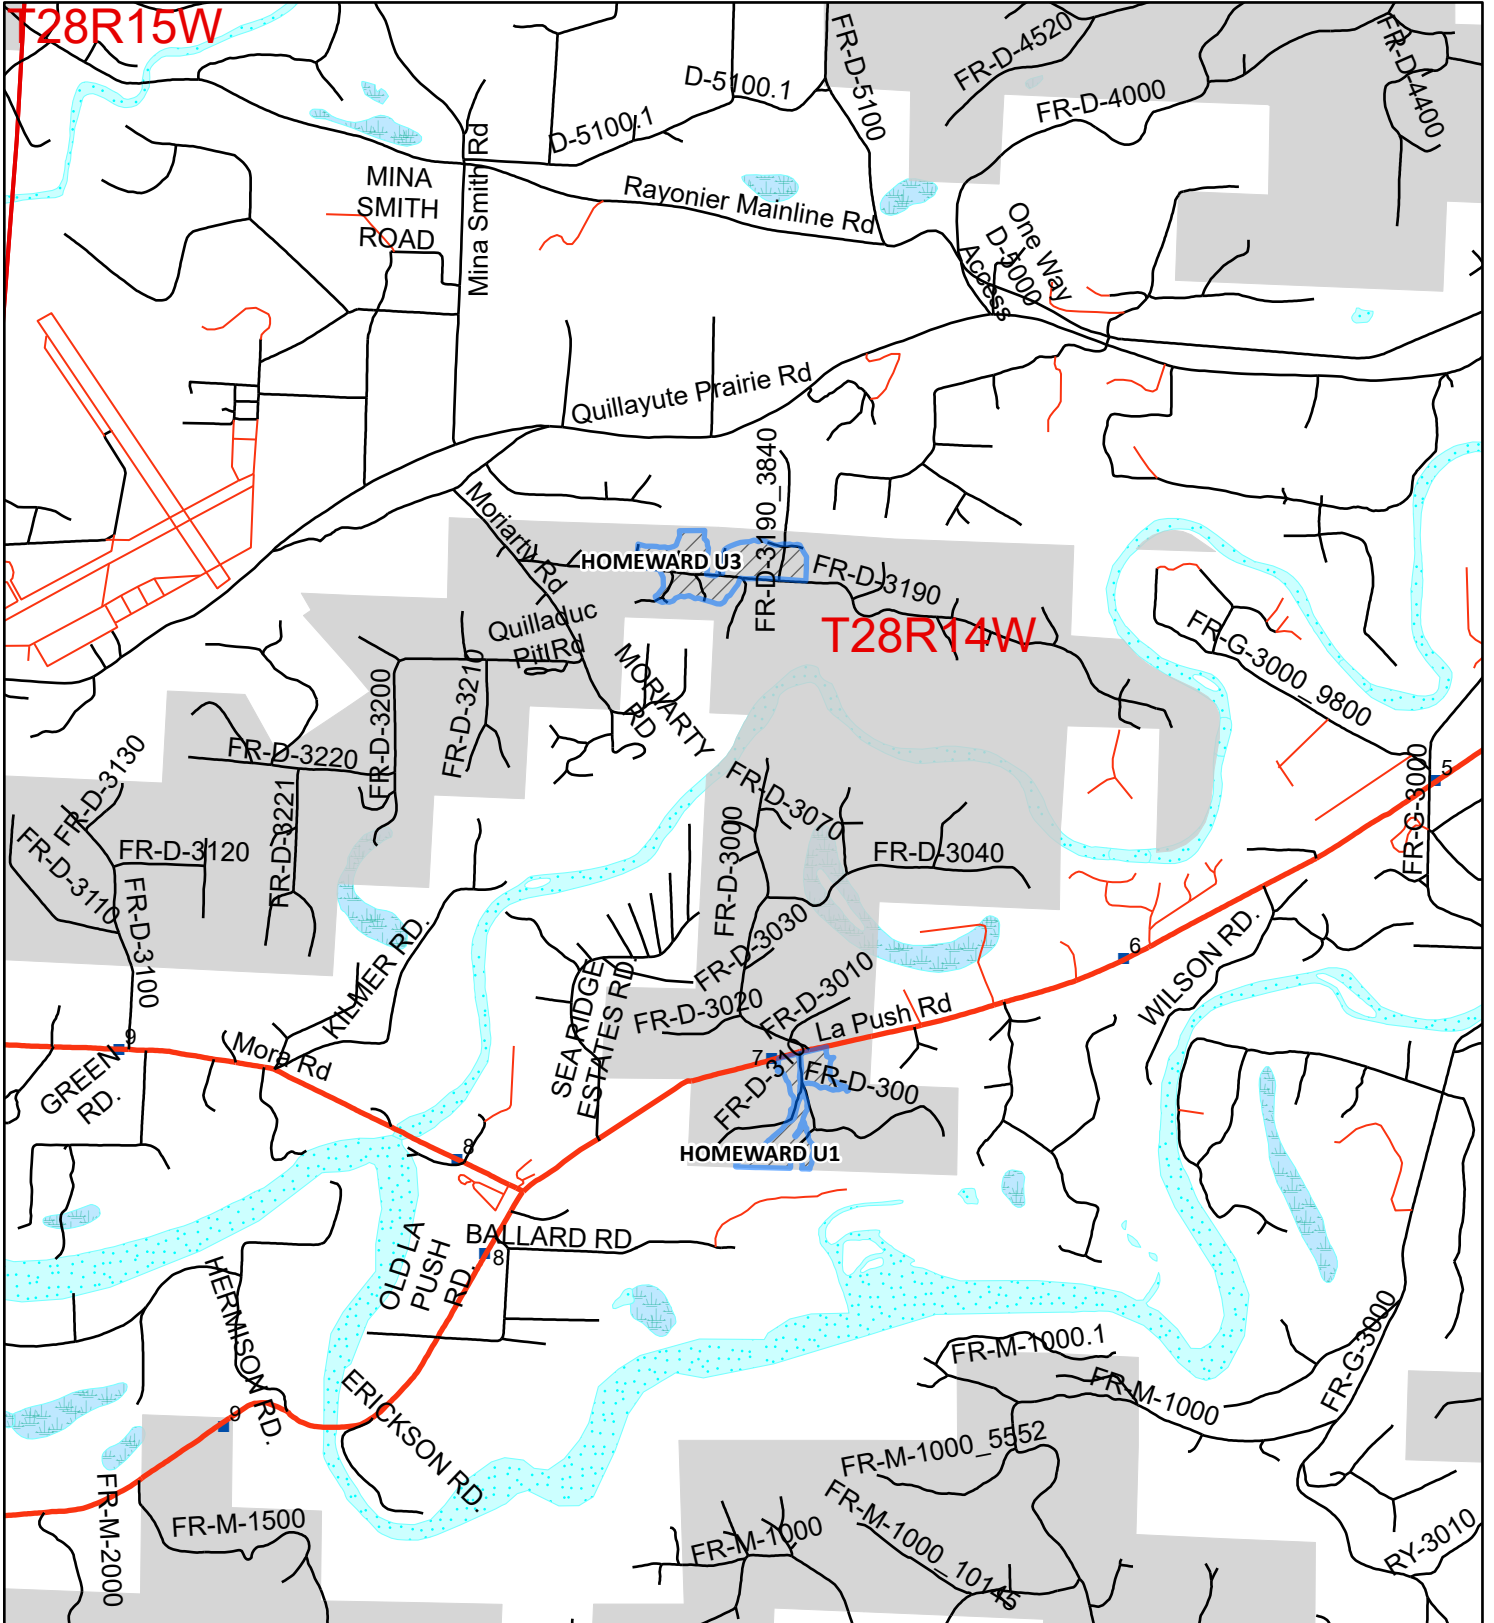 T28R15W
FR-D-5100
FR-D-4520
FR-D-4400
D-5100.1
FR-D-4000
D-5100.1
Mina Smith Rd
MINA
SMITH
ROAD
Rayonier Mainline Rd
One Way
D-5000
Access
Quillayute Prairie Rd
FR-D-3190_3840
Moriarty Rd
HOMEWARD U3
FR-D-3190
Quilladuc
Pit Rd
T28R14W
FR-G-3000_9800
MORIARTY
RD
FR-D-3210
FR-D-3200
FR-D-3220
FR-D-3130
FR-D-3221
FR-D-3070
FR-G-3000
5
FR-D-3120
FR-D-3110
FR-D-3000
FR-D-3040
FR-D-3100
KILMER RD.
FR-D-3030
6
WILSON RD.
SEA RIDGE
ESTATES RD.
FR-D-3020
FR-D-3010
La Push Rd
9
Mora Rd
7
GREEN
RD.
FR-D-310
FR-D-300
8
HOMEWARD U1
BALLARD RD
8
OLD LA
PUSH
RD.
HERMISON RD.
FR-M-1000.1
FR-G-3000
FR-M-1000
ERICKSON RD.
9
FR-M-1000_5552
FR-M-2000
FR-M-1500
FR-M-1000
FR-M-1000_10145
RY-3010